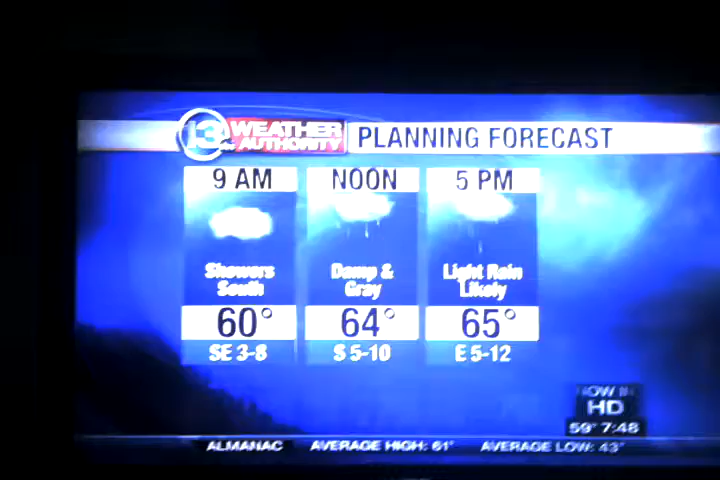 13 WEATHER AUTHORITY
PLANNING FORECAST
9 AM
Showers
South
60°
SE 3-8
NOON
Damp &
Gray
64°
S 5-10
5 PM
Light Rain
Likely
65°
E 5-12
NOW IN
HD
59° 7:48
ALMANAC AVERAGE HIGH: 61° AVERAGE LOW: 43°